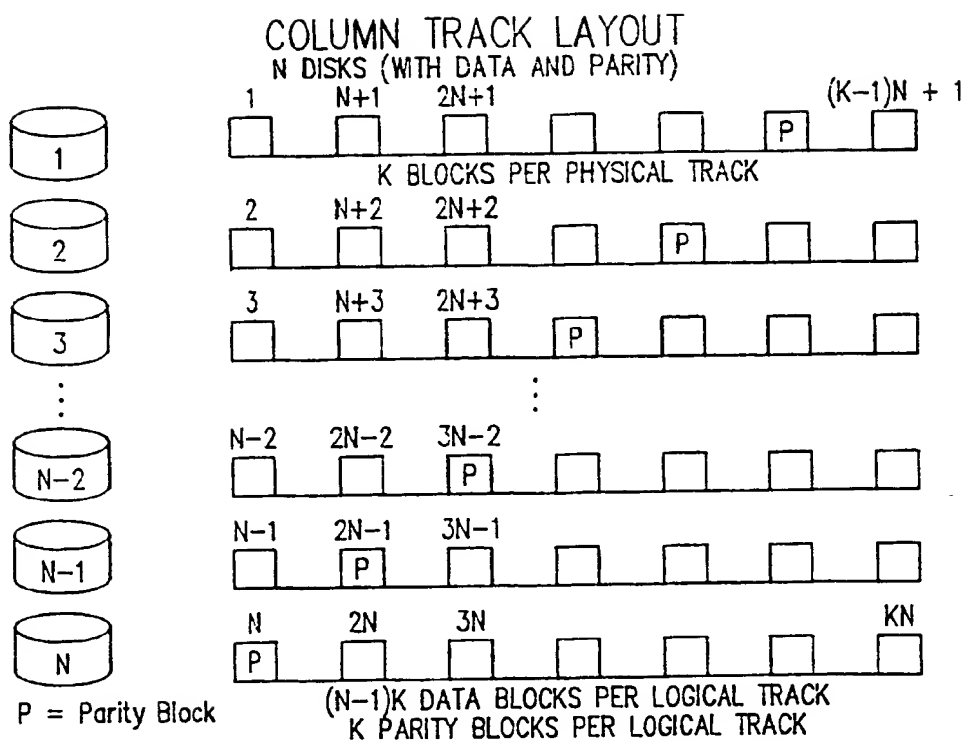 COLUMN TRACK LAYOUT
N DISKS (WITH DATA AND PARITY)
1 N+1 2N+1 (K-1)N + 1
1 P
K BLOCKS PER PHYSICAL TRACK
2 N+2 2N+2
2 P
3 N+3 2N+3
3 P
N-2 2N-2 3N-2
N-2 P
N-1 2N-1 3N-1
N-1 P
N 2N 3N KN
N P
(N-1)K DATA BLOCKS PER LOGICAL TRACK
P = Parity Block
K PARITY BLOCKS PER LOGICAL TRACK